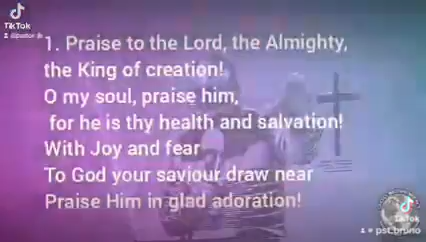 TikTok
1. Praise to the Lord, the Almighty,
the King of creation!
O my soul, praise him,
for he is thy health and salvation!
With Joy and fear
To God your saviour draw near
Praise Him in glad adoration!
TikTok
pst.bruno